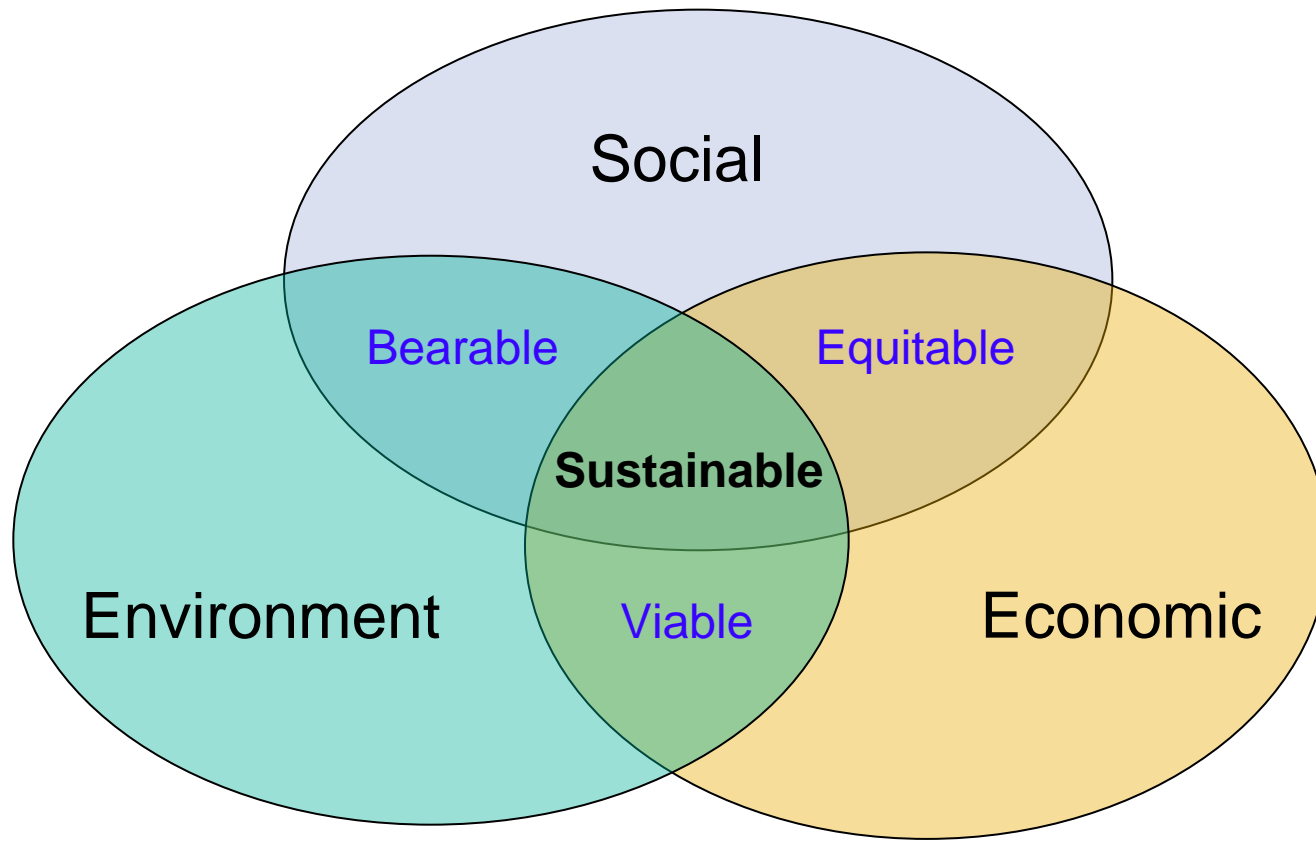 Social
Bearable
Equitable
Sustainable
Environment
Viable
Economic